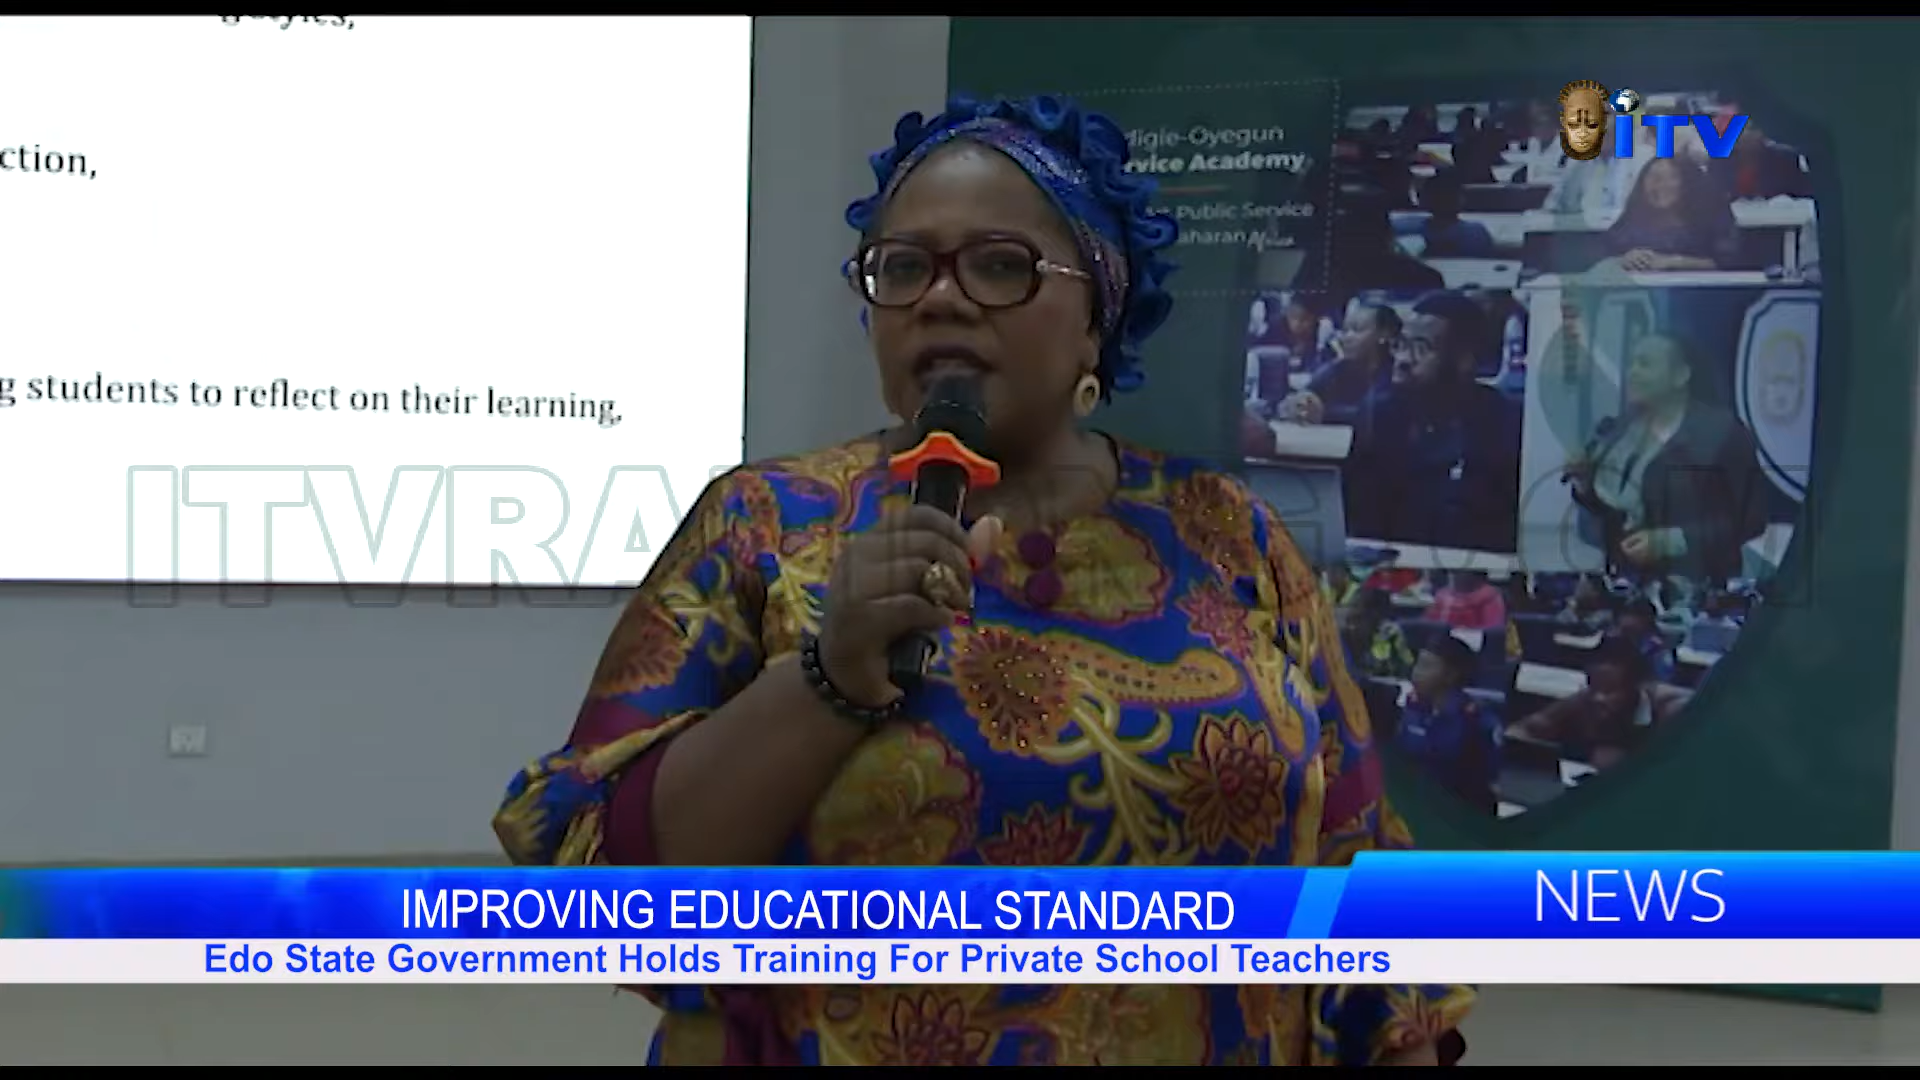 ction,
g students to reflect on their learning,
digie-Oyegun
rvice Academy
Public Service
aharan Africa
iTV
ITVRA
IMPROVING EDUCATIONAL STANDARD
NEWS
Edo State Government Holds Training For Private School Teachers